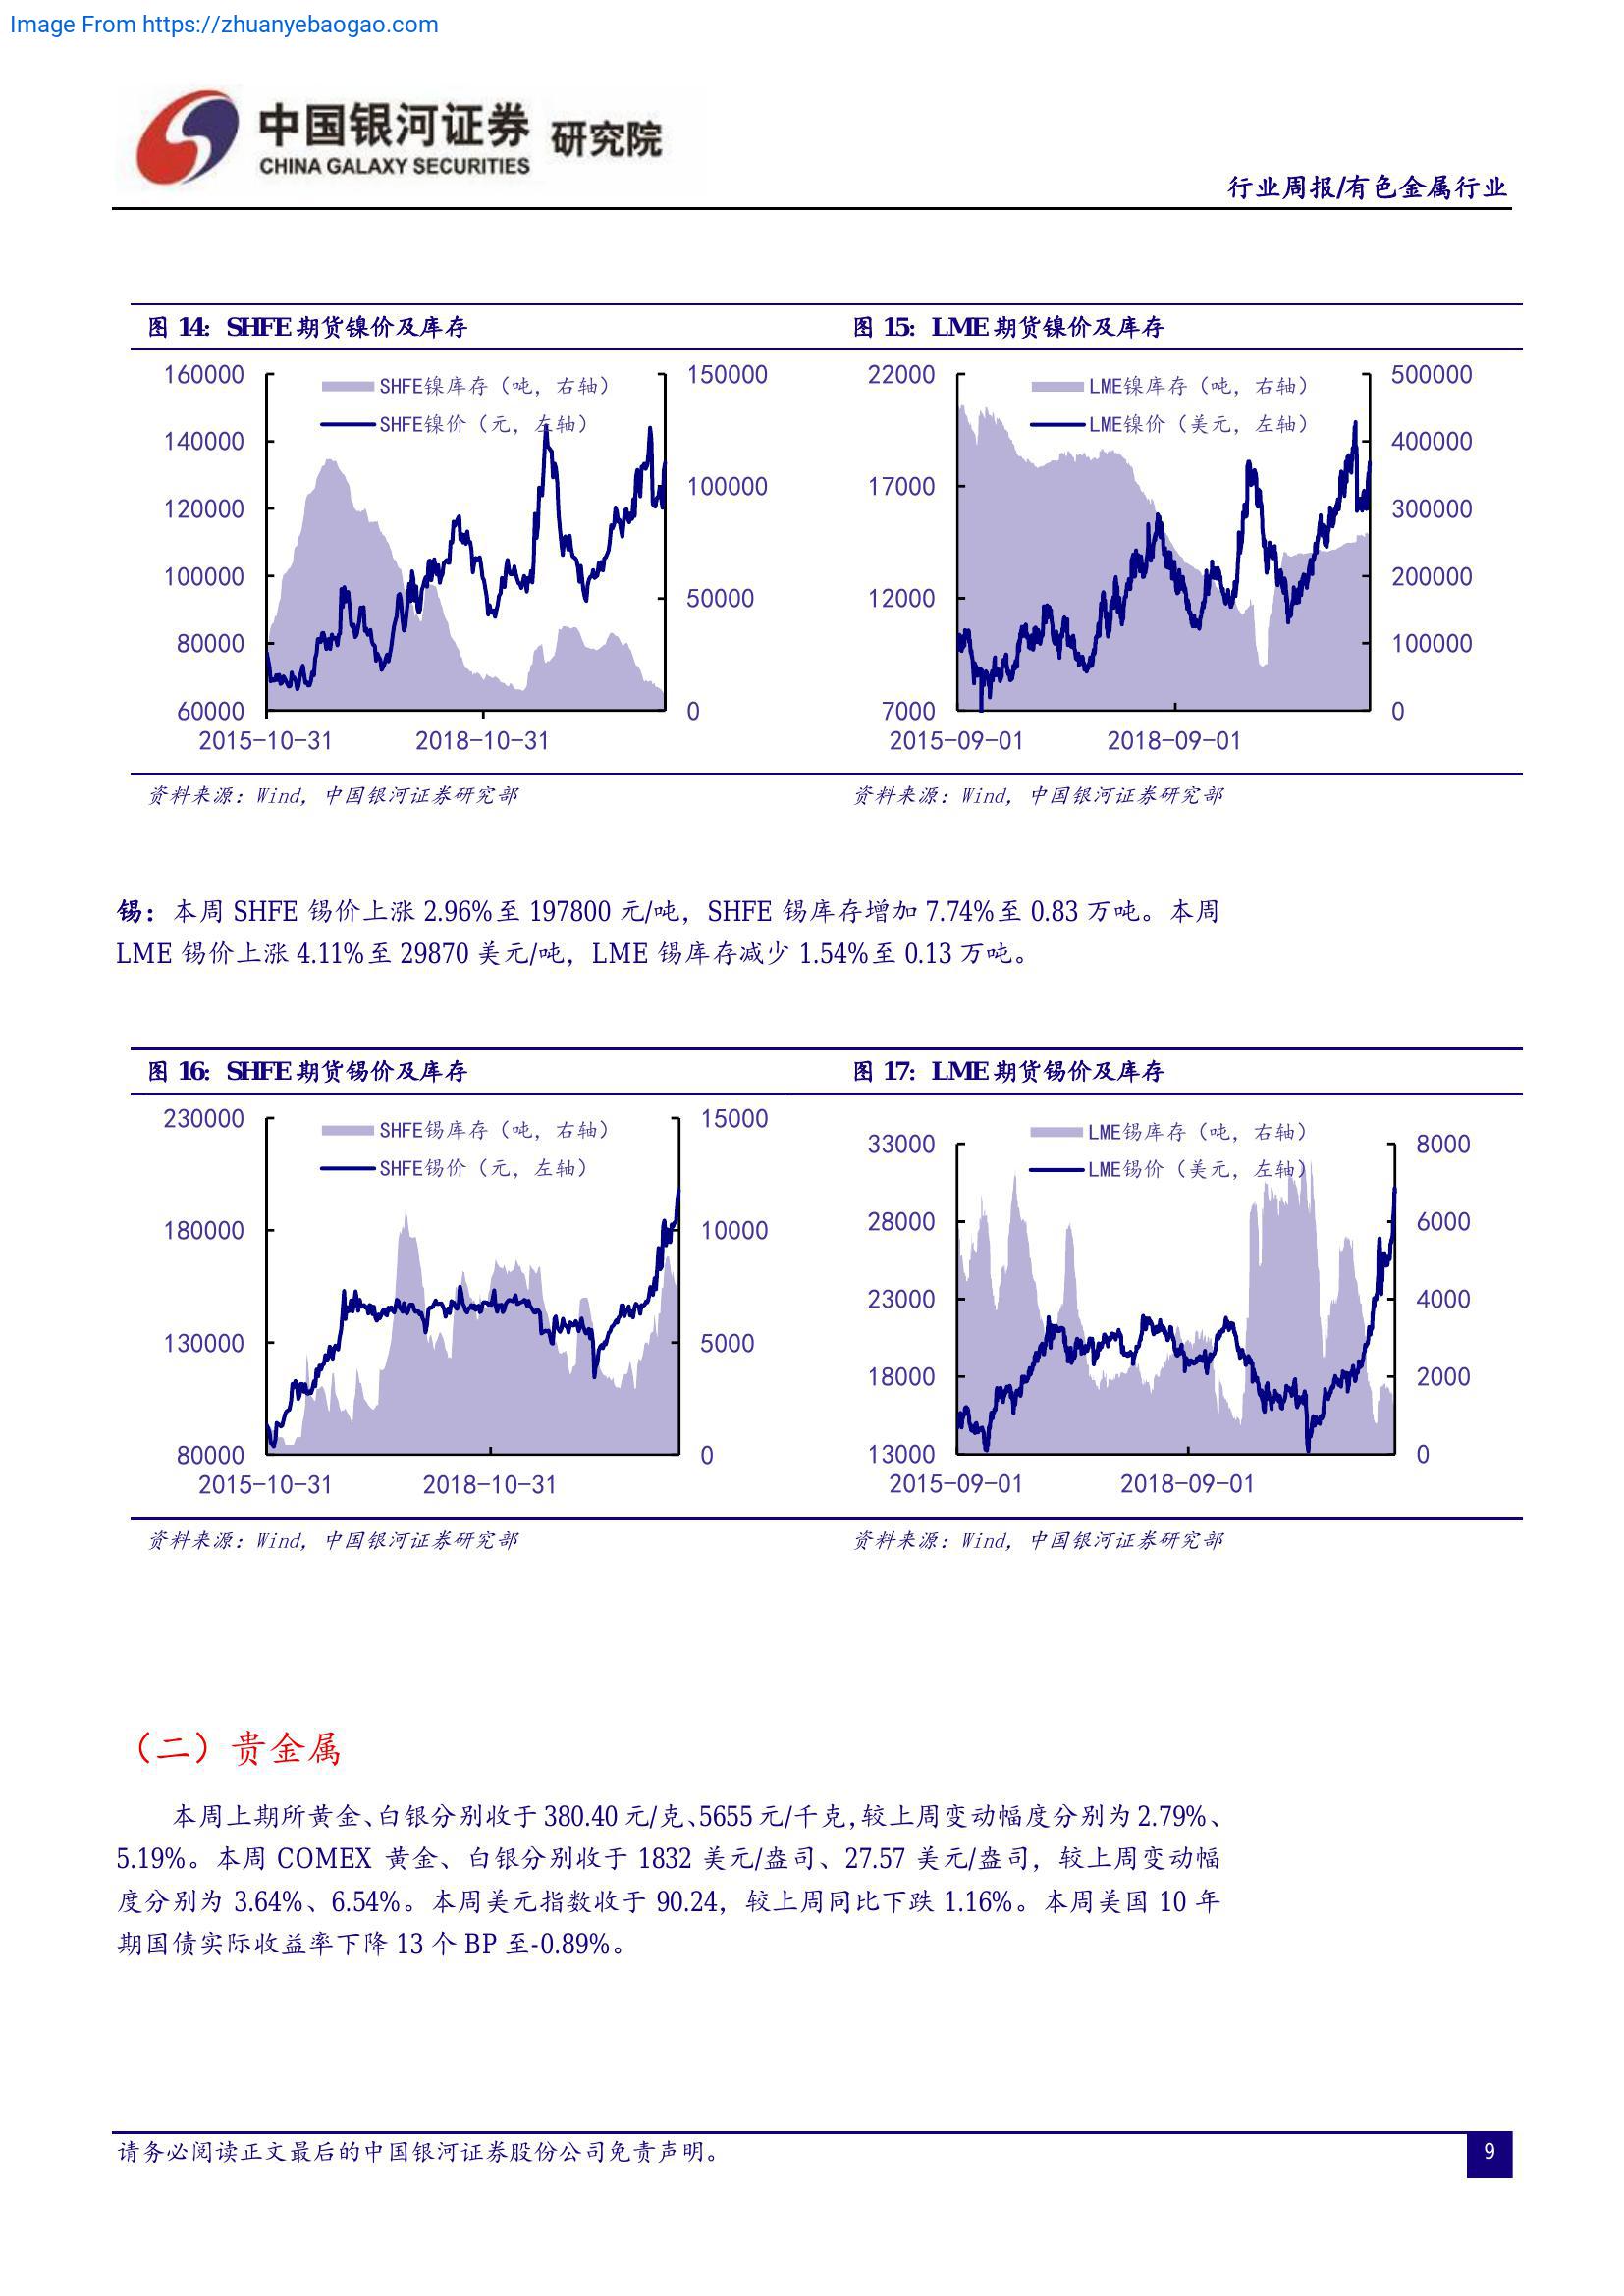 Image From https://zhuanyebaogao.com
中国银河证券 研究院
CHINA GALAXY SECURITIES
行业周报/有色金属行业
图 14：SHFE 期货镍价及库存
图 15：LME 期货镍价及库存
SHFE镍库存（吨，右轴）
SHFE镍价（元，左轴）
160000
140000
120000
100000
80000
60000
150000
100000
50000
0
2015-10-31 2018-10-31
LME镍库存（吨，右轴）
LME镍价（美元，左轴）
22000
17000
12000
7000
500000
400000
300000
200000
100000
0
2015-09-01 2018-09-01
资料来源：Wind，中国银河证券研究部
资料来源：Wind，中国银河证券研究部
锡：本周 SHFE 锡价上涨 2.96%至 197800 元/吨，SHFE 锡库存增加 7.74%至 0.83 万吨。本周
LME 锡价上涨 4.11%至 29870 美元/吨，LME 锡库存减少 1.54%至 0.13 万吨。
图 16：SHFE 期货锡价及库存
图 17：LME 期货锡价及库存
SHFE锡库存（吨，右轴）
SHFE锡价（元，左轴）
230000
180000
130000
80000
15000
10000
5000
0
2015-10-31 2018-10-31
LME锡库存（吨，右轴）
LME锡价（美元，左轴）
33000
28000
23000
18000
13000
8000
6000
4000
2000
0
2015-09-01 2018-09-01
资料来源：Wind，中国银河证券研究部
资料来源：Wind，中国银河证券研究部
（二）贵金属
本周上期所黄金、白银分别收于 380.40 元/克、5655 元/千克，较上周变动幅度分别为 2.79%、
5.19%。本周 COMEX 黄金、白银分别收于 1832 美元/盎司、27.57 美元/盎司，较上周变动幅
度分别为 3.64%、6.54%。本周美元指数收于 90.24，较上周同比下跌 1.16%。本周美国 10 年
期国债实际收益率下降 13 个 BP 至-0.89%。
请务必阅读正文最后的中国银河证券股份公司免责声明。
9